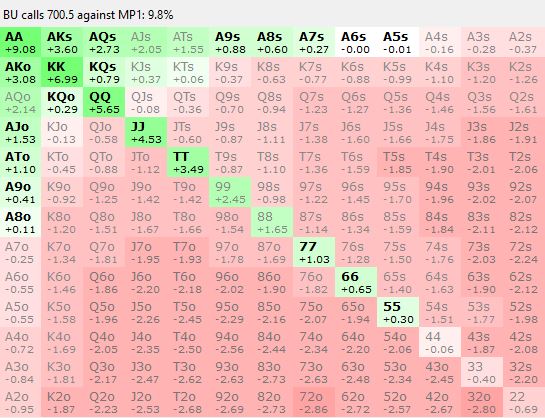 BU calls 700.5 against MP1: 9.8%
AA AKs AQs AJs ATs A9s A8s A7s A6s A5s A4s A3s A2s
+9.08 +3.60 +2.73 +2.05 +1.55 +0.88 +0.60 +0.27 -0.00 -0.01 -0.16 -0.28 -0.37
AKo KK KQs KJs KTs K9s K8s K7s K6s K5s K4s K3s K2s
+3.08 +6.99 +0.79 +0.37 +0.06 -0.37 -0.63 -0.77 -0.88 -0.99 -1.10 -1.20 -1.26
AQo KQo QQ QJs QTs Q9s Q8s Q7s Q6s Q5s Q4s Q3s Q2s
+2.14 +0.29 +5.65 -0.08 -0.36 -0.70 -0.94 -1.23 -1.27 -1.36 -1.46 -1.56 -1.61
AJo KJo QJo JJ JTs J9s J8s J7s J6s J5s J4s J3s J2s
+1.53 -0.13 -0.58 +4.53 -0.60 -0.87 -1.11 -1.38 -1.60 -1.66 -1.75 -1.86 -1.91
ATo KTo QTo JTo TT T9s T8s T7s T6s T5s T4s T3s T2s
+1.10 -0.45 -0.88 -1.12 +3.49 -0.87 -1.10 -1.36 -1.59 -1.85 -1.90 -2.01 -2.06
A9o K9o Q9o J9o T9o 99 98s 97s 96s 95s 94s 93s 92s
+0.41 -0.92 -1.25 -1.42 -1.42 +2.45 -0.98 -1.22 -1.45 -1.70 -1.96 -2.02 -2.07
A8o K8o Q8o J8o T8o 98o 88 87s 86s 85s 84s 83s 82s
+0.11 -1.20 -1.51 -1.67 -1.66 -1.54 +1.65 -1.14 -1.34 -1.59 -1.84 -2.11 -2.12
A7o K7o Q7o J7o T7o 97o 87o 77 76s 75s 74s 73s 72s
-0.25 -1.34 -1.81 -1.95 -1.93 -1.78 -1.69 +1.03 -1.28 -1.50 -1.76 -2.03 -2.24
A6o K6o Q6o J6o T6o 96o 86o 76o 66 65s 64s 63s 62s
-0.55 -1.46 -1.86 -2.20 -2.18 -2.02 -1.90 -1.82 +0.65 -1.40 -1.63 -1.90 -2.12
A5o K5o Q5o J5o T5o 95o 85o 75o 65o 55 54s 53s 52s
-0.55 -1.58 -1.96 -2.26 -2.45 -2.29 -2.16 -2.07 -1.94 +0.30 -1.51 -1.77 -1.98
A4o K4o Q4o J4o T4o 94o 84o 74o 64o 54o 44 43s 42s
-0.72 -1.69 -2.05 -2.35 -2.50 -2.56 -2.44 -2.34 -2.20 -2.06 -0.06 -1.87 -2.08
A3o K3o Q3o J3o T3o 93o 83o 73o 63o 53o 43o 33 32s
-0.84 -1.81 -2.17 -2.47 -2.62 -2.63 -2.73 -2.63 -2.48 -2.34 -2.45 -0.40 -2.20
A2o K2o Q2o J2o T2o 92o 82o 72o 62o 52o 42o 32o 22
-0.95 -1.87 -2.23 -2.53 -2.68 -2.69 -2.74 -2.86 -2.72 -2.57 -2.67 -2.80 -0.69